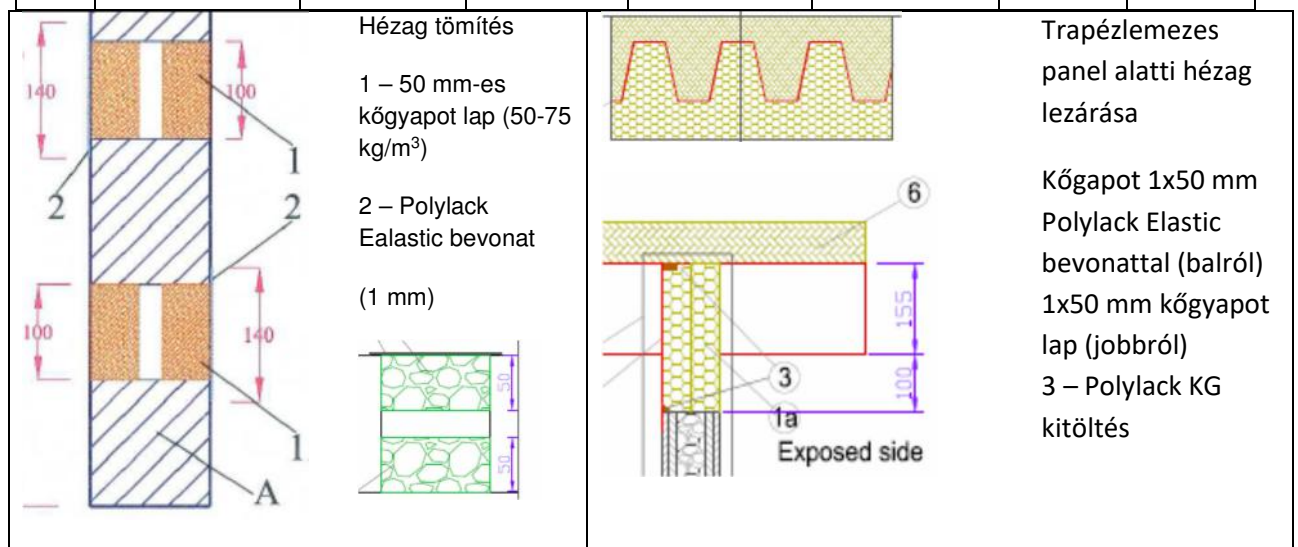 Hézag tömítés
1 – 50 mm-es
kőgyapot lap (50-75
kg/m³)
2 – Polylack
Ealastic bevonat
(1 mm)
140
100
1
2
2
100
140
1
A
50
50
Trapézlemezes
panel alatti hézag
lezárása
Kőgapot 1x50 mm
Polylack Elastic
bevonattal (balról)
1x50 mm kőgyapot
lap (jobbról)
3 – Polylack KG
kitöltés
6
155
100
3
1a
Exposed side